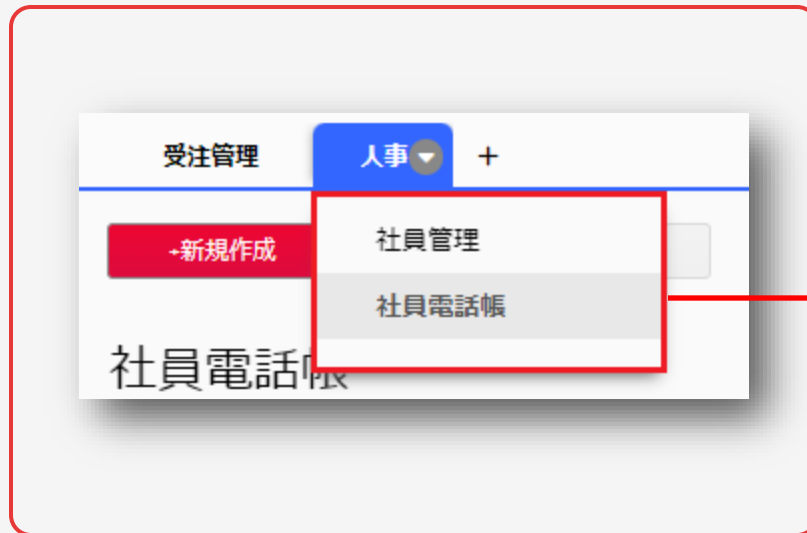 受注管理 人事 +
+新規作成
社員管理
社員電話帳
社員電話帳